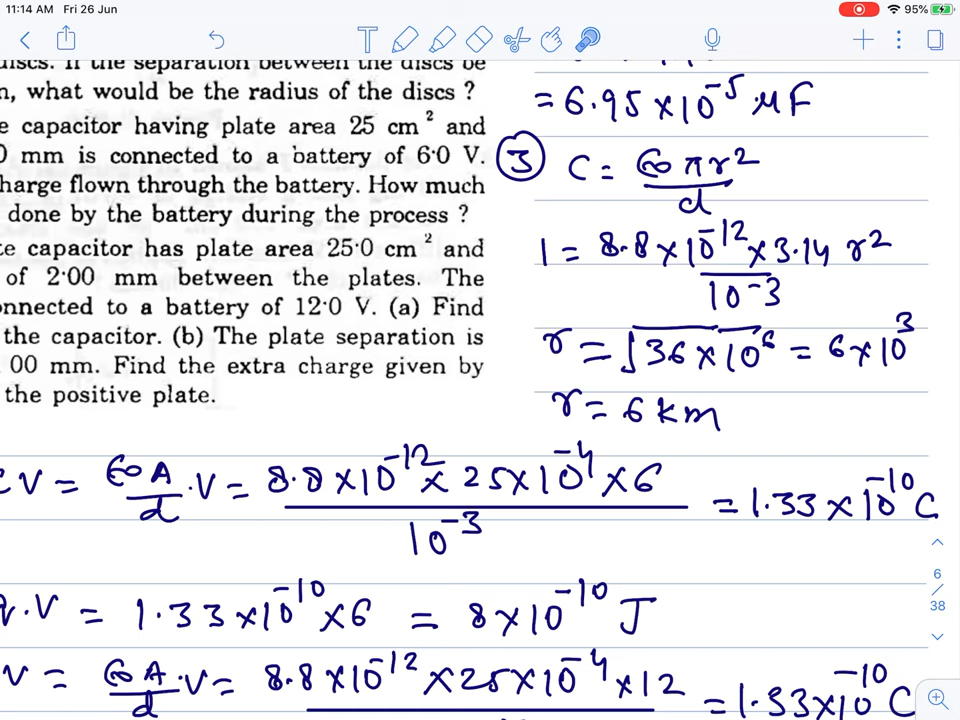 11:14 AM Fri 26 Jun
95%
discs. If the separation between the discs be
n, what would be the radius of the discs ?
e capacitor having plate area 25 cm² and
0 mm is connected to a battery of 6·0 V.
harge flown through the battery. How much
done by the battery during the process ?
te capacitor has plate area 25·0 cm² and
of 2·00 mm between the plates. The
nnected to a battery of 12·0 V. (a) Find
the capacitor. (b) The plate separation is
00 mm. Find the extra charge given by
the positive plate.
= 6.95 × 10⁻⁵ μF
③ C = ϵ₀ π r² / d
1 = 8.8 × 10⁻¹² × 3.14 r² / 10⁻³
r = √36 × 10⁶ = 6 × 10³
r = 6 km
V = ϵ₀ A / d · V = 8.8 × 10⁻¹² × 25 × 10⁻⁴ × 6 / 10⁻³ = 1.33 × 10⁻¹⁰ C
· V = 1.33 × 10⁻¹⁰ × 6 = 8 × 10⁻¹⁰ J
V = ϵ₀ A / d · V = 8.8 × 10⁻¹² × 25 × 10⁻⁴ × 12 = 1.33 × 10⁻¹⁰ C
6
/
38